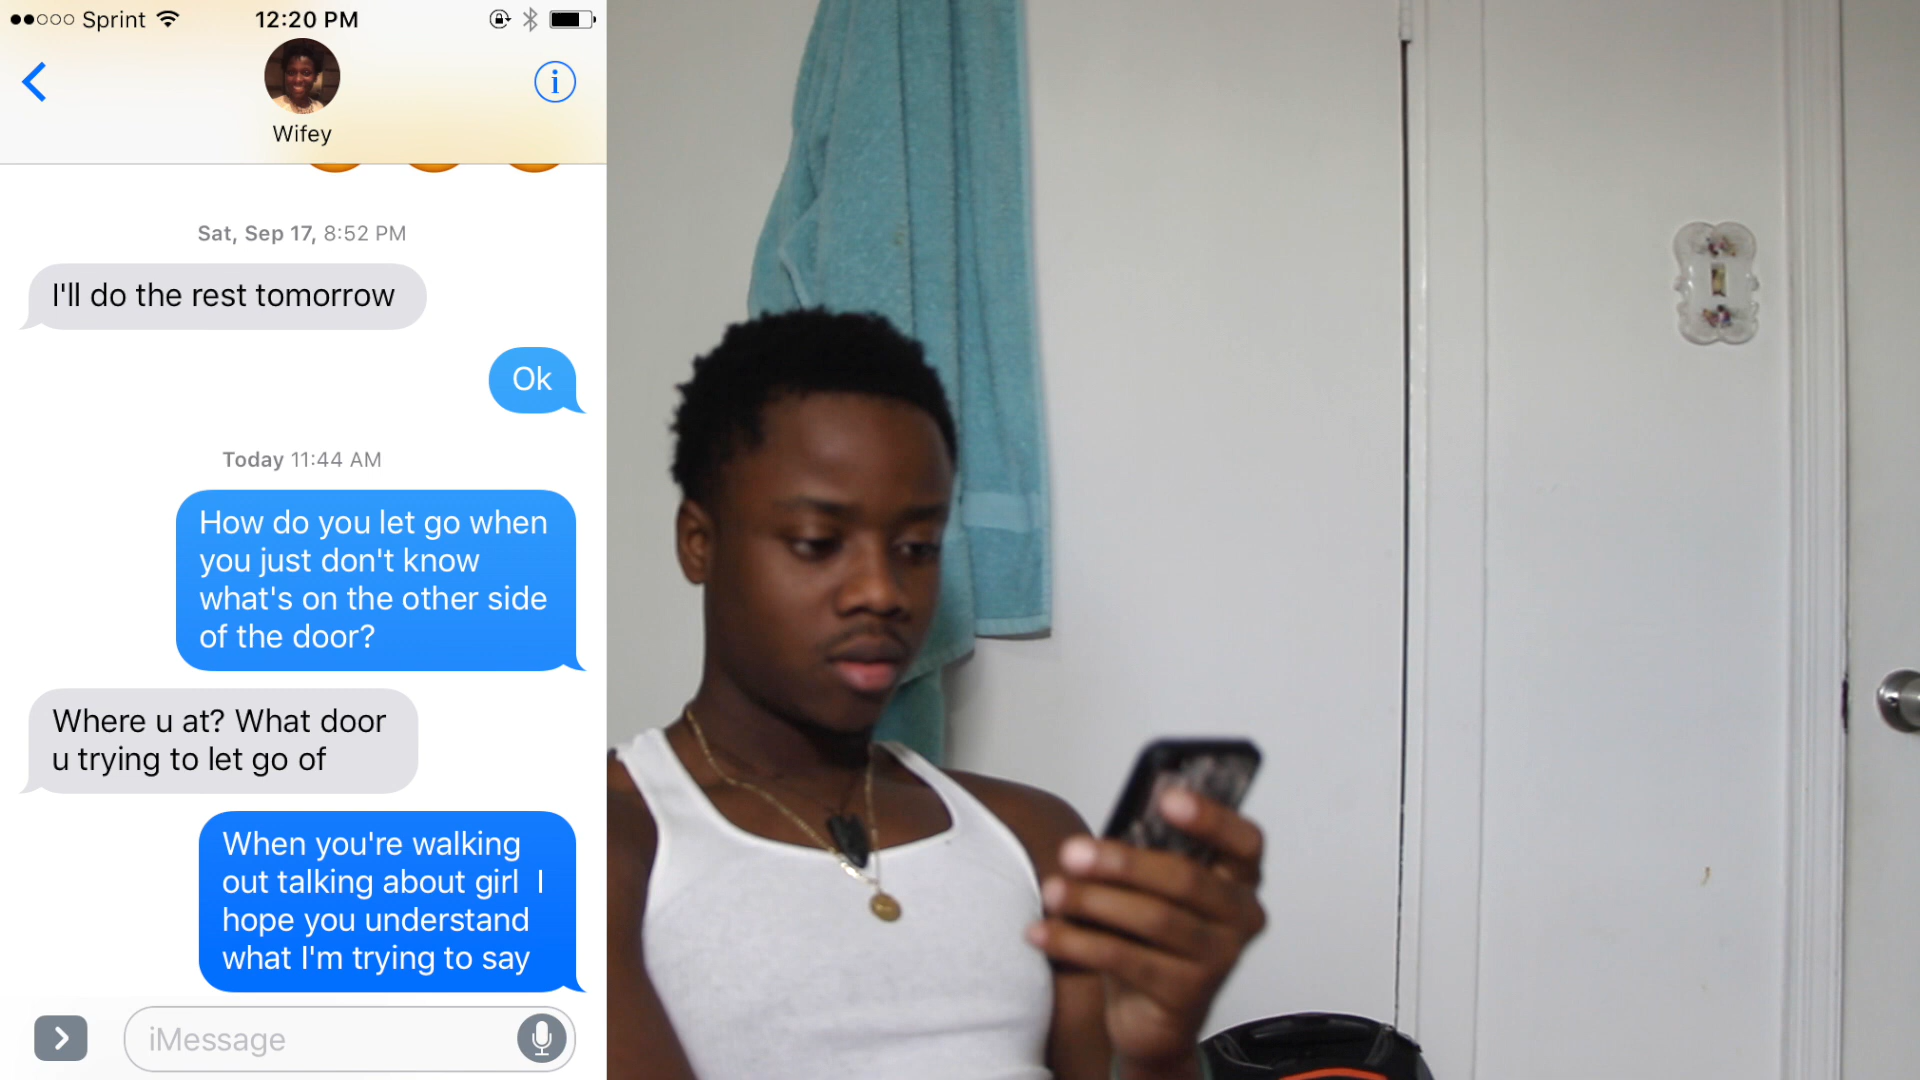 Sprint 12:20 PM
Wifey
Sat, Sep 17, 8:52 PM
I'll do the rest tomorrow
Ok
Today 11:44 AM
How do you let go when
you just don't know
what's on the other side
of the door?
Where u at? What door
u trying to let go of
When you're walking
out talking about girl I
hope you understand
what I'm trying to say
iMessage